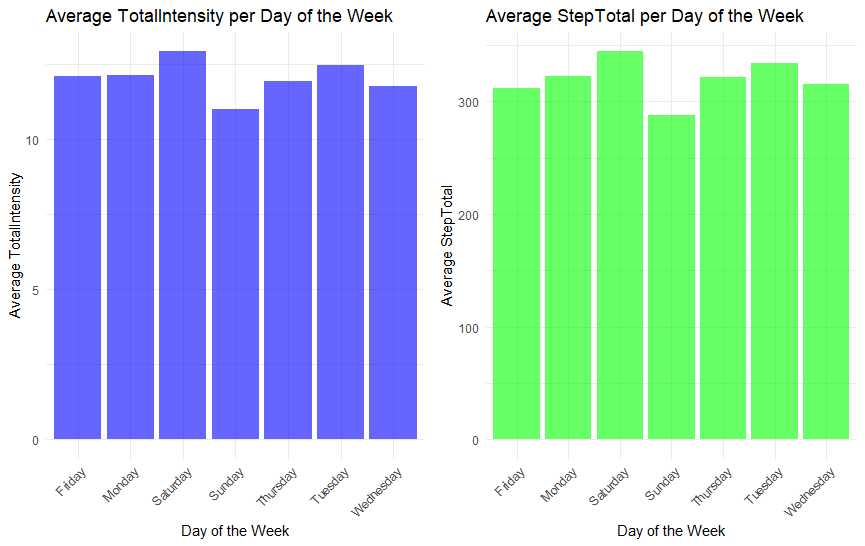 Average TotalIntensity per Day of the Week
Average TotalIntensity
10
5
0
Friday
Monday
Saturday
Sunday
Thursday
Tuesday
Wednesday
Day of the Week
Average StepTotal per Day of the Week
Average StepTotal
300
200
100
0
Friday
Monday
Saturday
Sunday
Thursday
Tuesday
Wednesday
Day of the Week